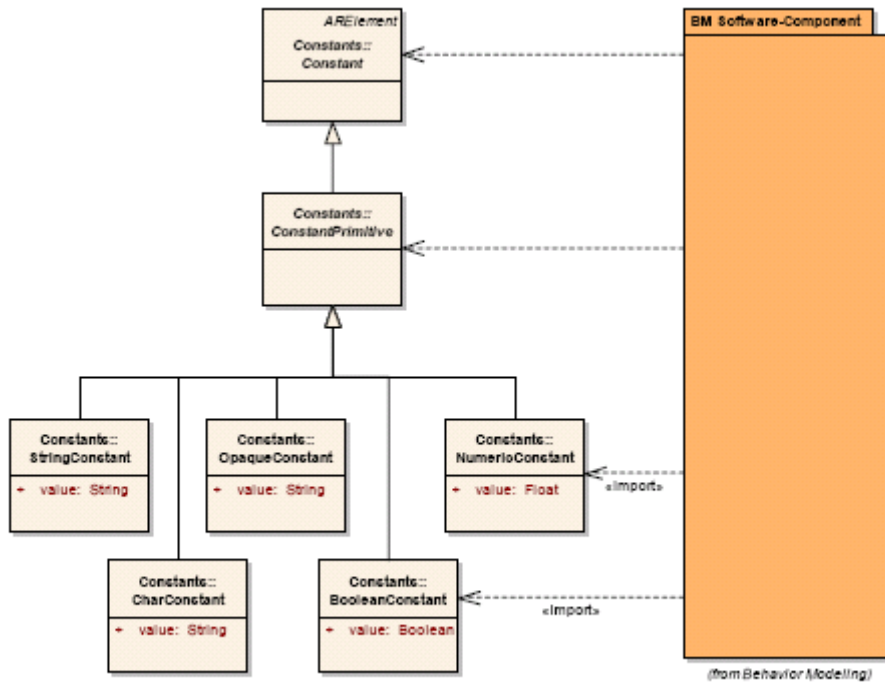 ARElement
Constants::
Constant
BM Software-Component
Constants::
ConstantPrimitive
Constants::
StringConstant
+ value: String
Constants::
OpaqueConstant
+ value: String
Constants::
NumericConstant
+ value: Float
«import»
Constants::
CharConstant
+ value: String
Constants::
BooleanConstant
+ value: Boolean
«import»
(from Behavior Modeling)